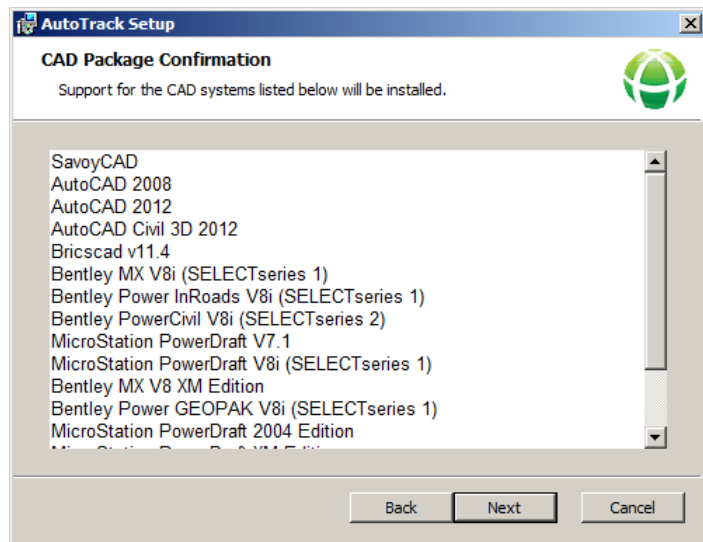 AutoTrack Setup
CAD Package Confirmation
Support for the CAD systems listed below will be installed.
SavoyCAD
AutoCAD 2008
AutoCAD 2012
AutoCAD Civil 3D 2012
Bricscad v11.4
Bentley MX V8i (SELECTseries 1)
Bentley Power InRoads V8i (SELECTseries 1)
Bentley PowerCivil V8i (SELECTseries 2)
MicroStation PowerDraft V7.1
MicroStation PowerDraft V8i (SELECTseries 1)
Bentley MX V8 XM Edition
Bentley Power GEOPAK V8i (SELECTseries 1)
MicroStation PowerDraft 2004 Edition
Back Next Cancel